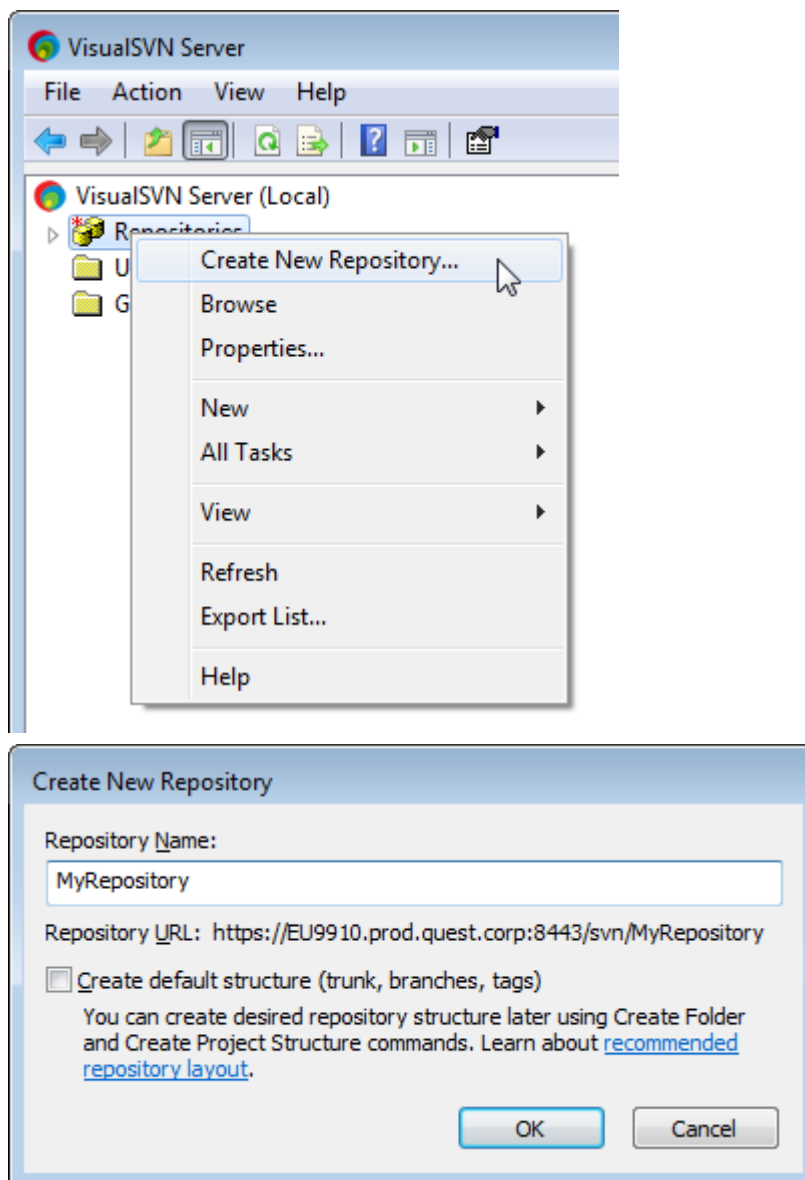 VisualSVN Server
File Action View Help
VisualSVN Server (Local)
Repositories
U
G
Create New Repository...
Browse
Properties...
New
All Tasks
View
Refresh
Export List...
Help
Create New Repository
Repository Name:
MyRepository
Repository URL: https://EU9910.prod.quest.corp:8443/svn/MyRepository
Create default structure (trunk, branches, tags)
You can create desired repository structure later using Create Folder
and Create Project Structure commands. Learn about recommended
repository layout.
OK Cancel